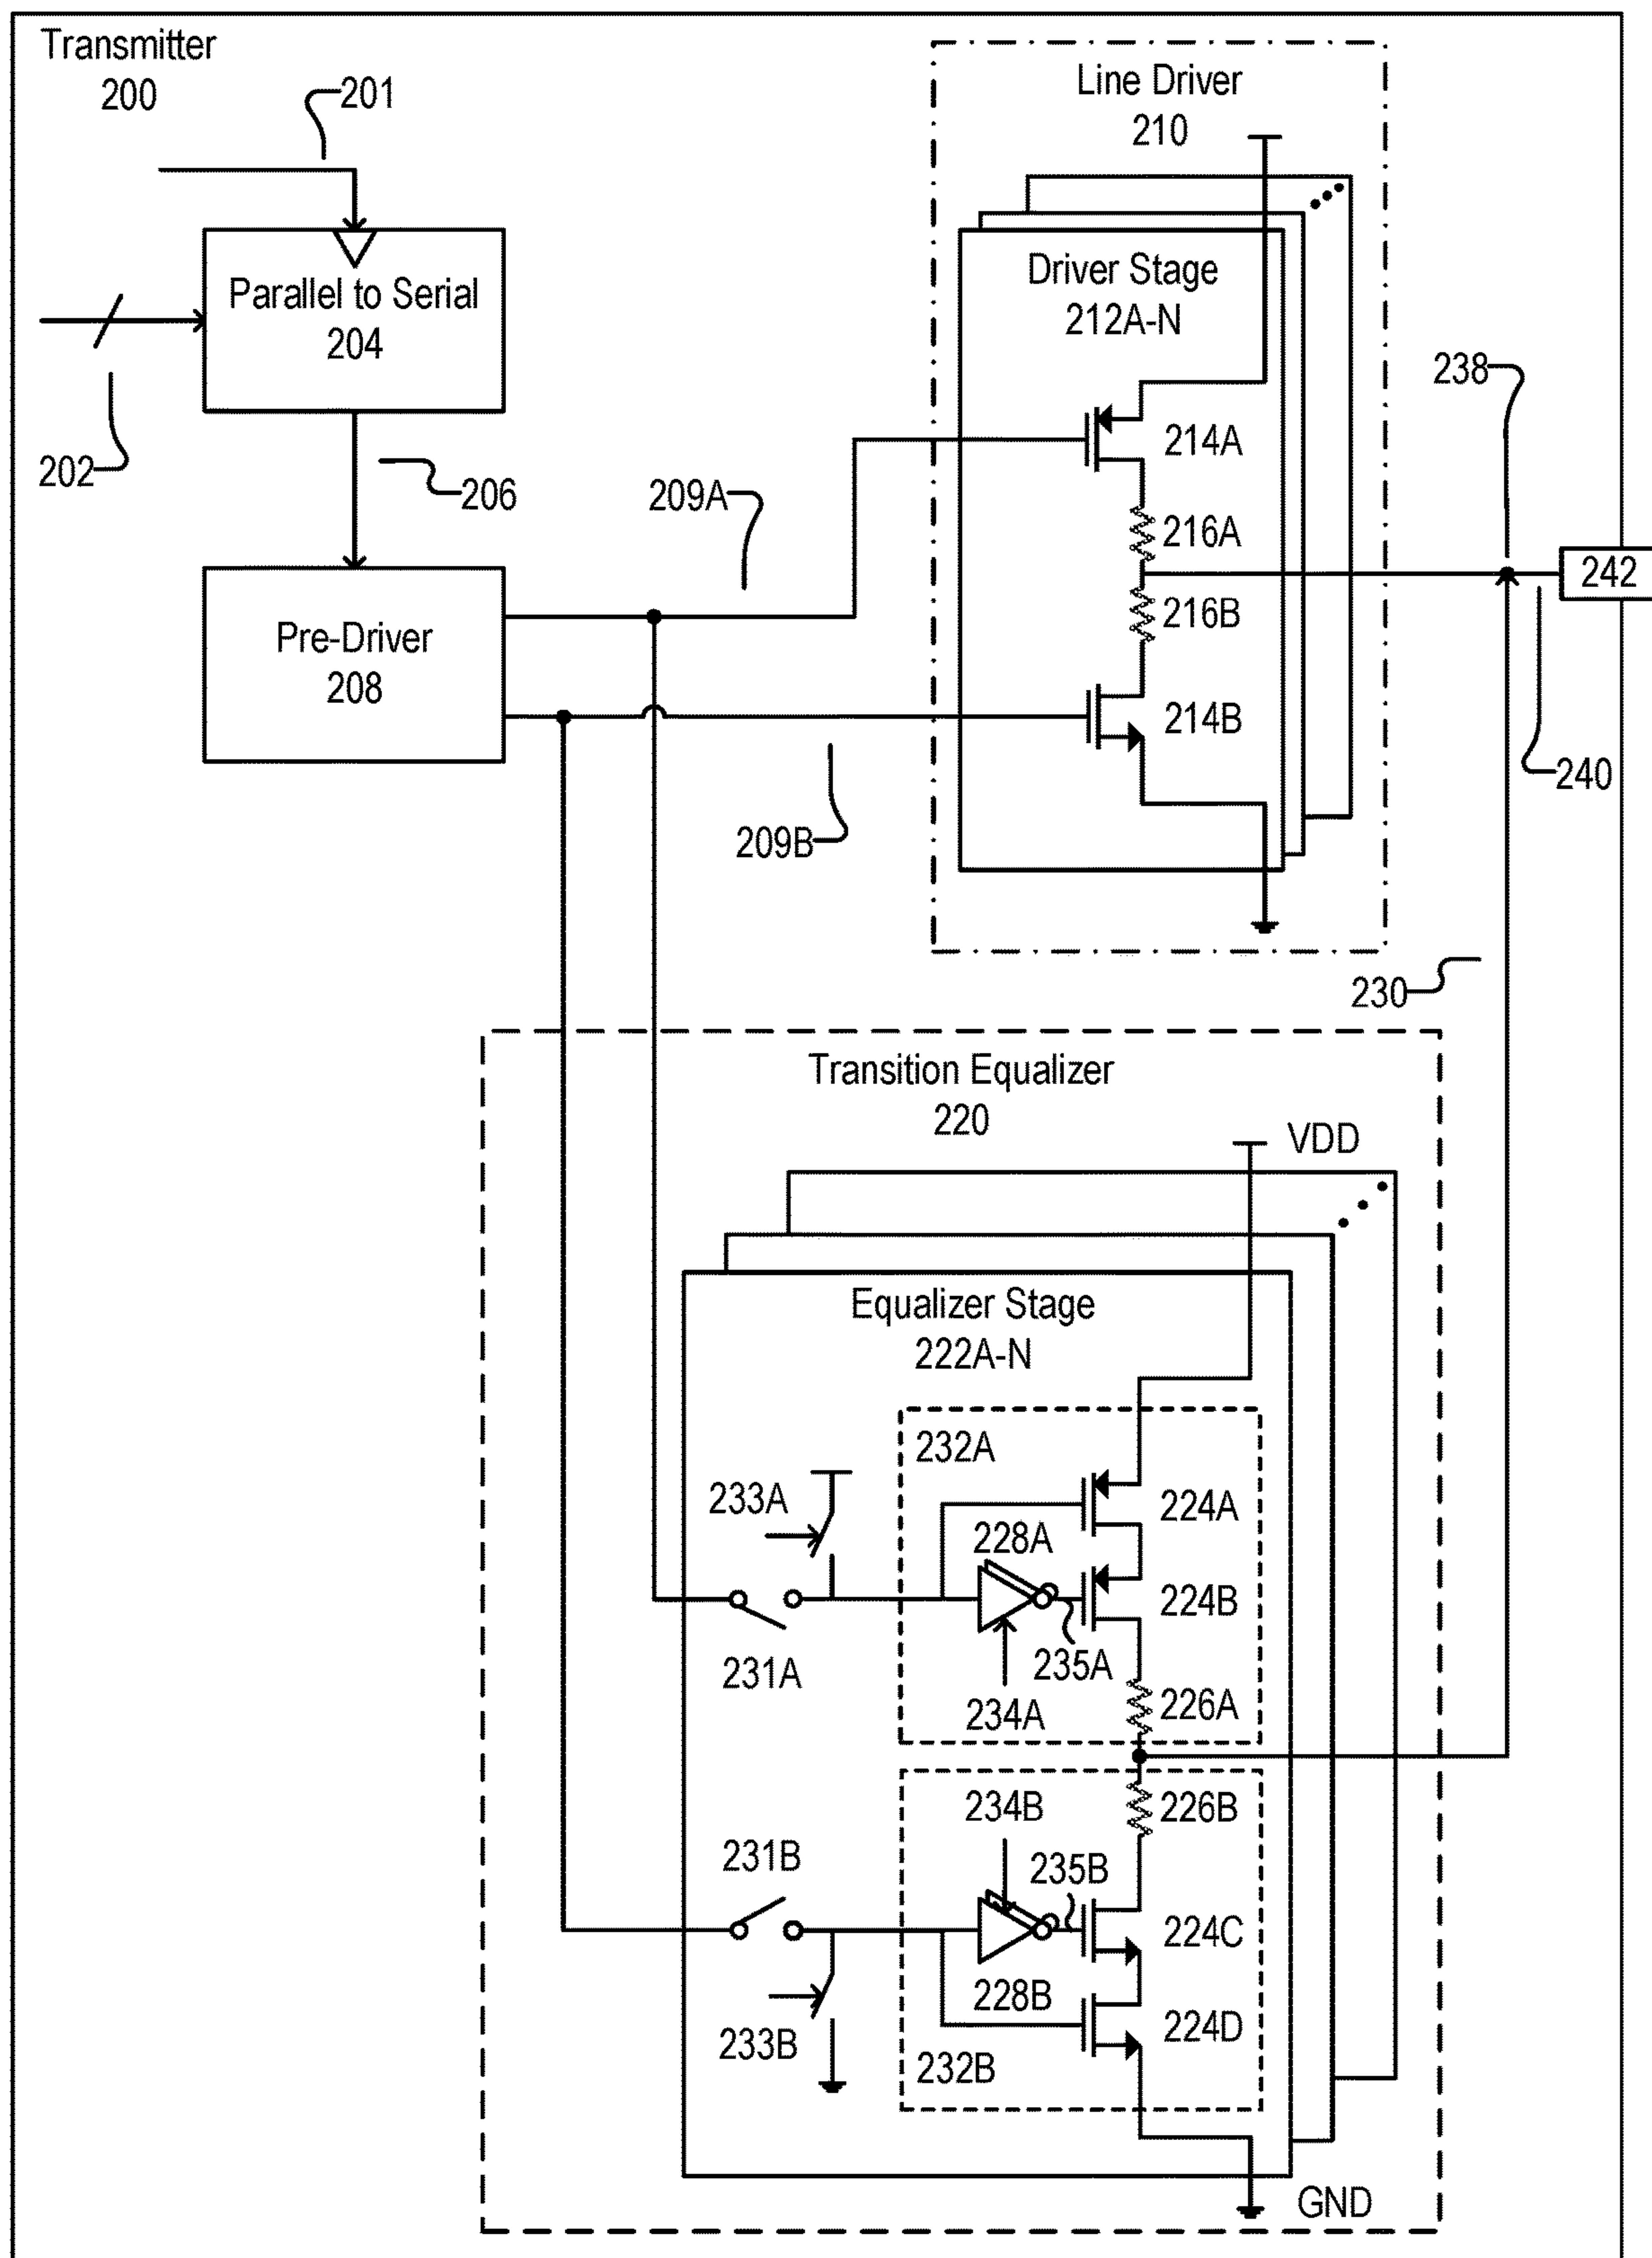 Transmitter
200
201
Parallel to Serial
204
202
206
Pre-Driver
208
209A
209B
Line Driver
210
Driver Stage
212A-N
214A
216A
216B
214B
238
242
240
230
Transition Equalizer
220
VDD
Equalizer Stage
222A-N
232A
233A
224A
228A
224B
231A
235A
234A
226A
234B
226B
231B
235B
224C
228B
224D
233B
232B
GND